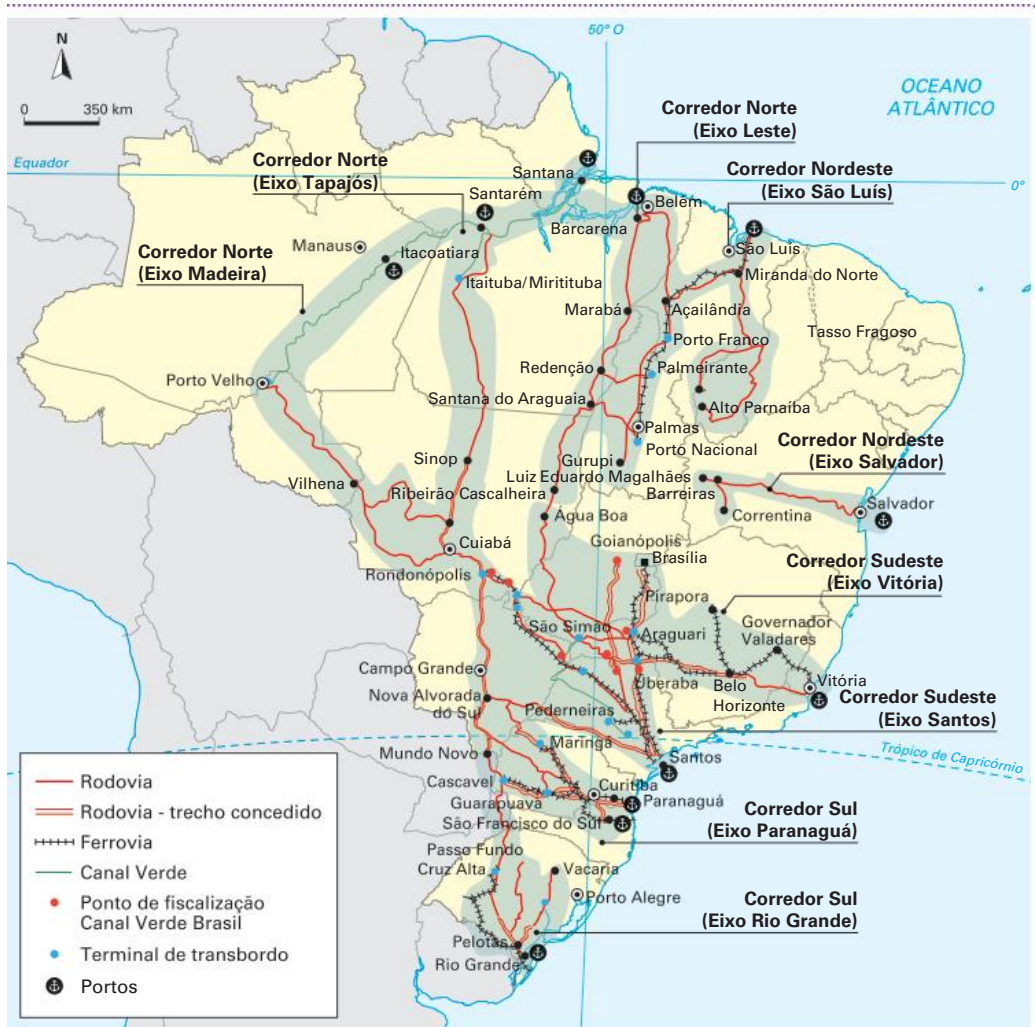 N
0 350 km
50° O
OCEANO
ATLÂNTICO
Corredor Norte
(Eixo Leste)
Equador
0°
Corredor Norte
(Eixo Tapajós)
Santana
Corredor Nordeste
(Eixo São Luís)
Santarém
Belém
Manaus
Itacoatiara
Barcarena
São Luís
Corredor Norte
(Eixo Madeira)
Itaituba/Miritituba
Miranda do Norte
Marabá
Açailândia
Tasso Fragoso
Porto Franco
Redenção
Palmeirante
Porto Velho
Santana do Araguaia
Alto Parnaíba
Palmas
Porto Nacional
Corredor Nordeste
(Eixo Salvador)
Sinop
Gurupi
Luiz Eduardo Magalhães
Vilhena
Ribeirão Cascalheira
Barreiras
Salvador
Água Boa
Correntina
Cuiabá
Goianópolis
Brasília
Corredor Sudeste
(Eixo Vitória)
Rondonópolis
Pirapora
São Simão
Araguari
Governador
Valadares
Campo Grande
Uberaba
Belo
Horizonte
Vitória
Nova Alvorada
do Sul
Pederneiras
Corredor Sudeste
(Eixo Santos)
Maringá
Mundo Novo
Santos
Trópico de Capricórnio
Cascavel
Curitiba
Guarapuava
Paranaguá
São Francisco do Sul
Corredor Sul
(Eixo Paranaguá)
Passo Fundo
Cruz Alta
Vacaria
Porto Alegre
Corredor Sul
(Eixo Rio Grande)
Pelotas
Rio Grande
Rodovia
Rodovia - trecho concedido
Ferrovia
Canal Verde
Ponto de fiscalização
Canal Verde Brasil
Terminal de transbordo
Portos